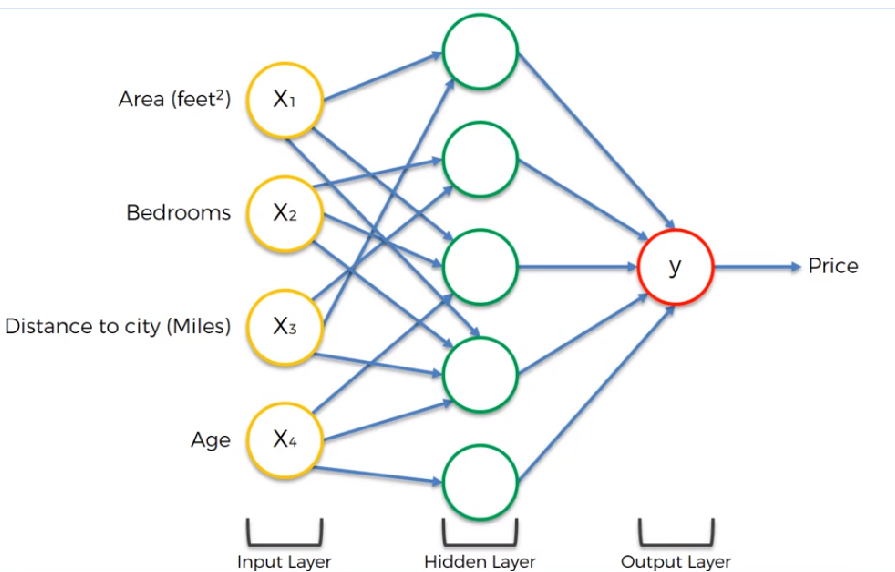 Area (feet²)
X1
Bedrooms
X2
Distance to city (Miles)
X3
Age
X4
y
Price
Input Layer
Hidden Layer
Output Layer